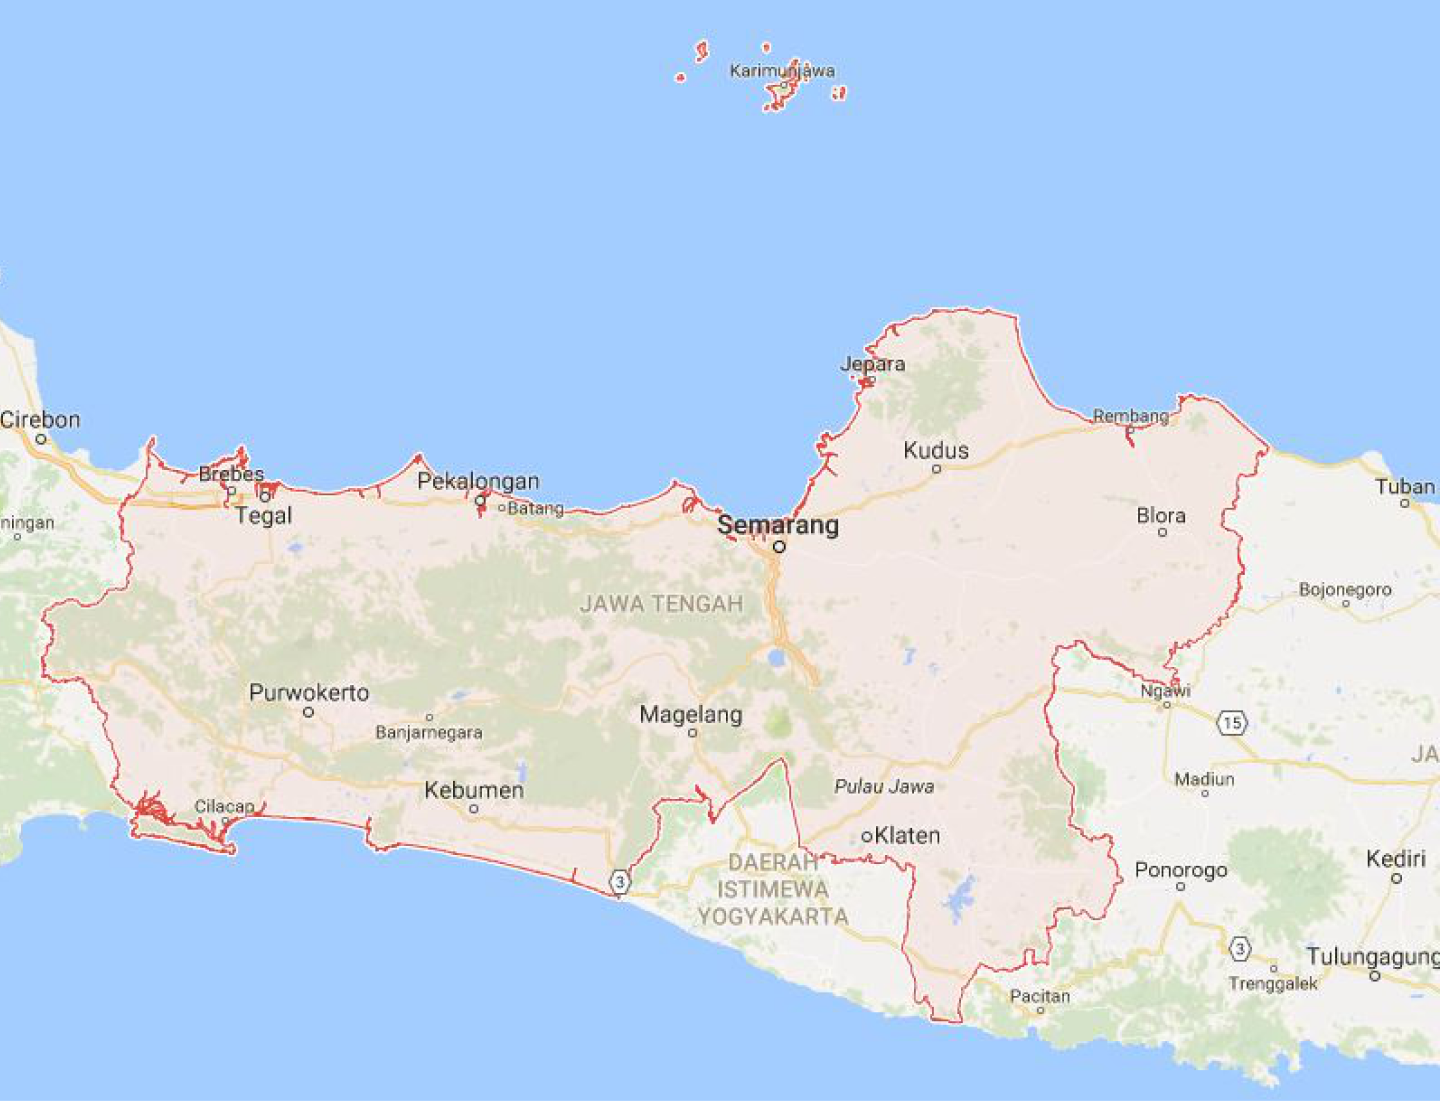 Karimunjawa
Jepara
Cirebon
Rembang
Kudus
Brebes
Pekalongan
Tuban
Batang
Tegal
Semarang
Blora
ningan
Bojonegoro
JAWA TENGAH
Purwokerto
Ngawi
Magelang
15
Banjarnegara
JA
Madiun
Pulau Jawa
Kebumen
Cilacap
Klaten
DAERAH
ISTIMEWA
YOGYAKARTA
3
Ponorogo
Kediri
3
Tulungagung
Trenggalek
Pacitan